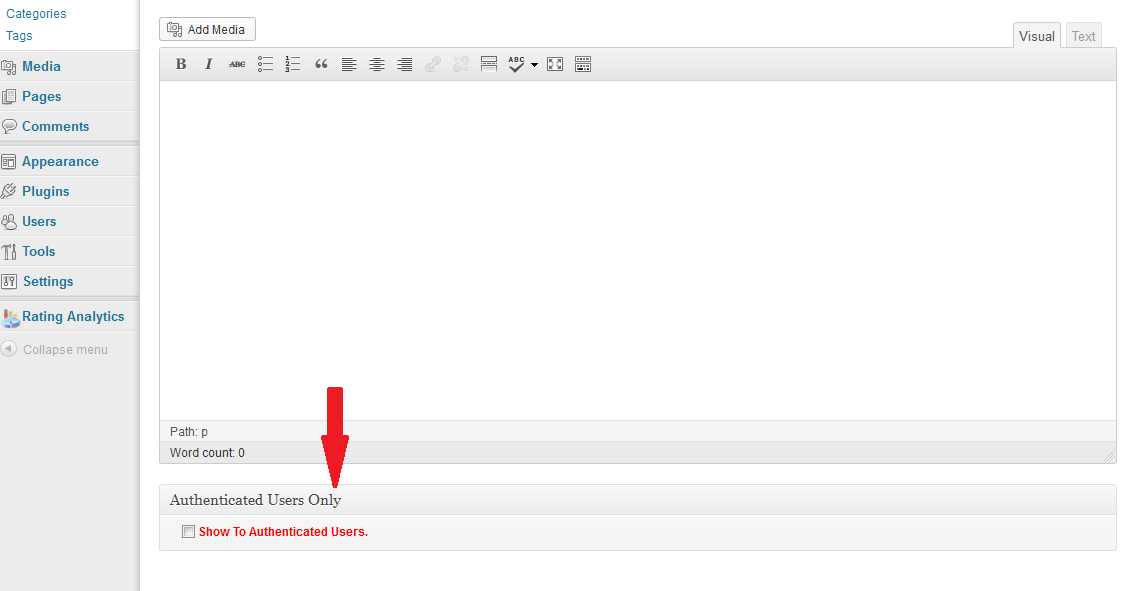 Categories
Tags
Media
Pages
Comments
Appearance
Plugins
Users
Tools
Settings
Rating Analytics
Collapse menu
Add Media
Visual Text
B I ABC ABC
Path: p
Word count: 0
Authenticated Users Only
Show To Authenticated Users.